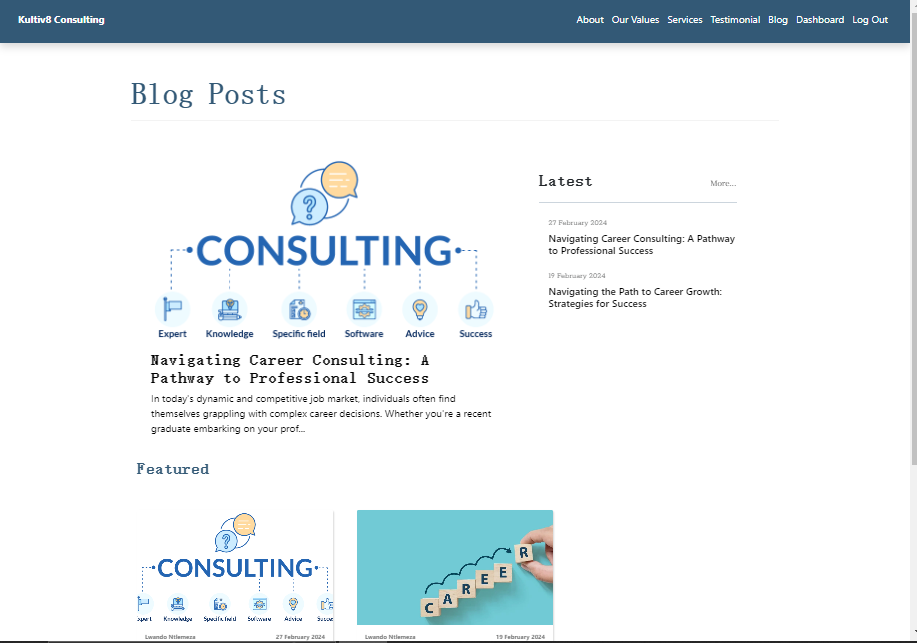 Kultiv8 Consulting
About Our Values Services Testimonial Blog Dashboard Log Out
Blog Posts
?
CONSULTING
Expert Knowledge Specific field Software Advice Success
Navigating Career Consulting: A
Pathway to Professional Success
In today's dynamic and competitive job market, individuals often find
themselves grappling with complex career decisions. Whether you're a recent
graduate embarking on your prof...
Latest
More...
27 February 2024
Navigating Career Consulting: A Pathway
to Professional Success
19 February 2024
Navigating the Path to Career Growth:
Strategies for Success
Featured
?
CONSULTING
xpert Knowledge Specific field Software Advice Succes
Lwando Ntlemeza 27 February 2024
CAREER
Lwando Ntlemeza 19 February 2024